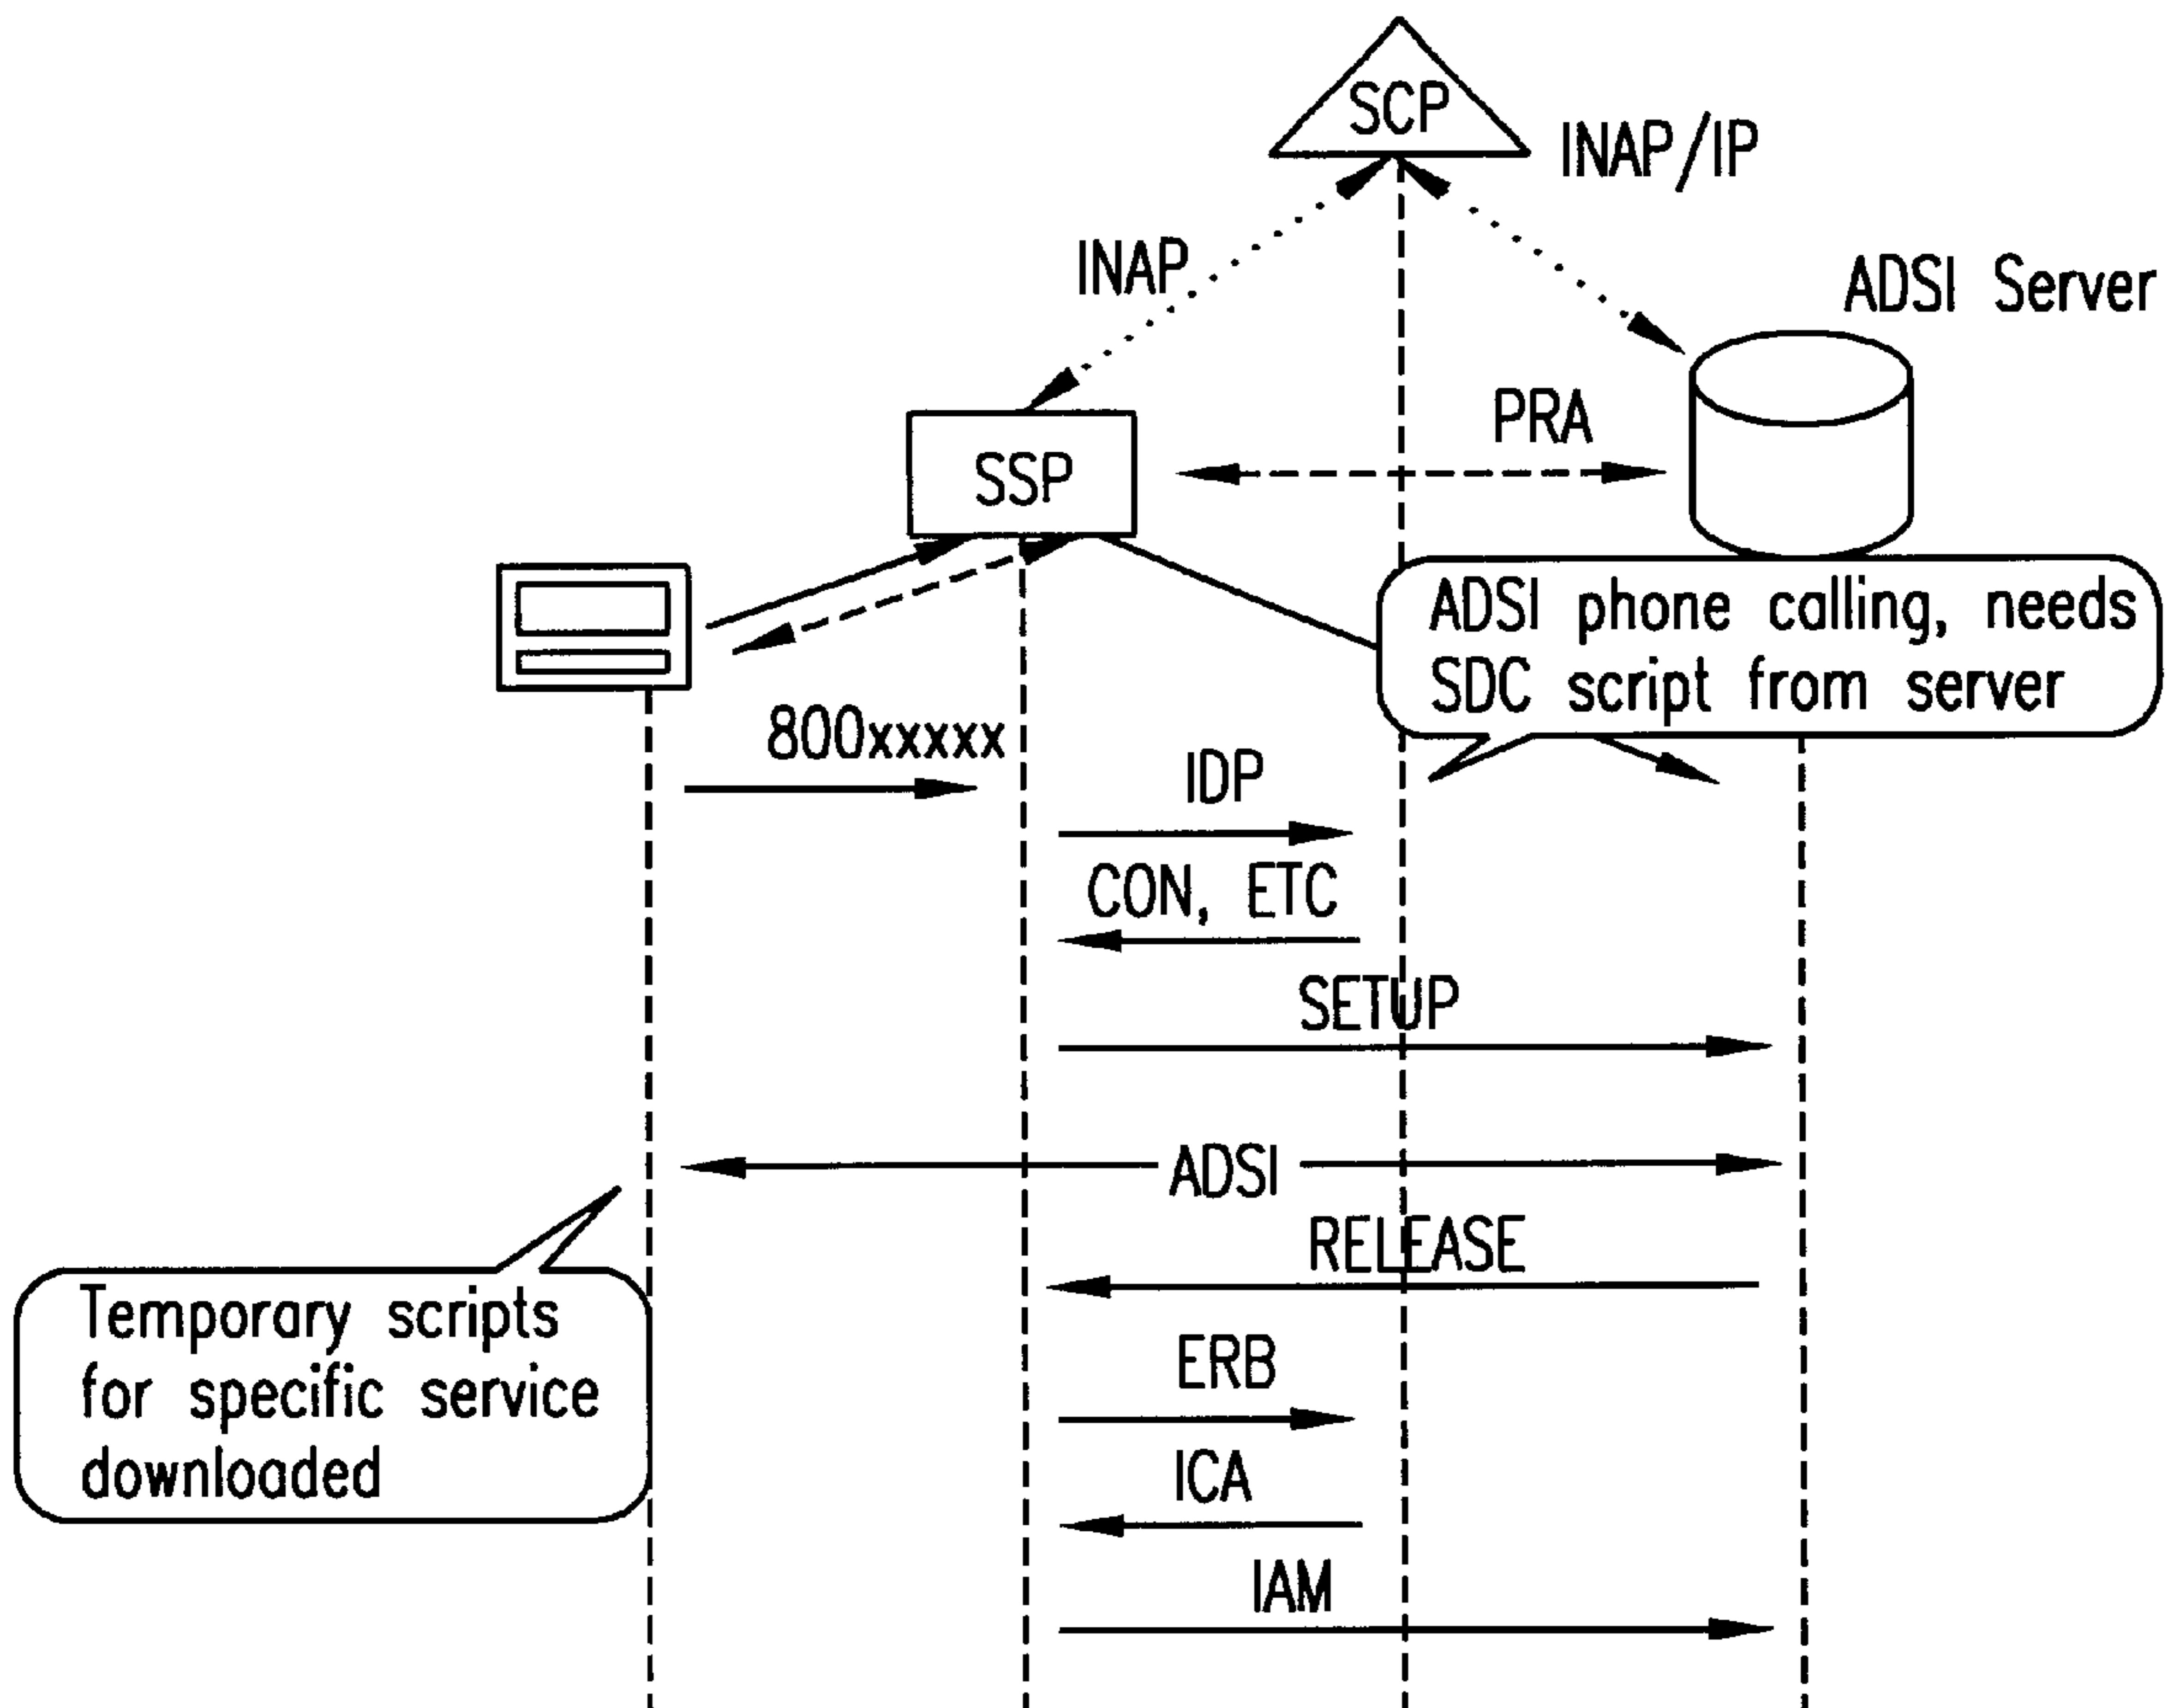 SCP
INAP/IP
INAP
ADSI Server
PRA
SSP
ADSI phone calling, needs
SDC script from server
800xxxxx
IDP
CON, ETC
SETUP
ADSI
RELEASE
Temporary scripts
for specific service
downloaded
ERB
ICA
IAM